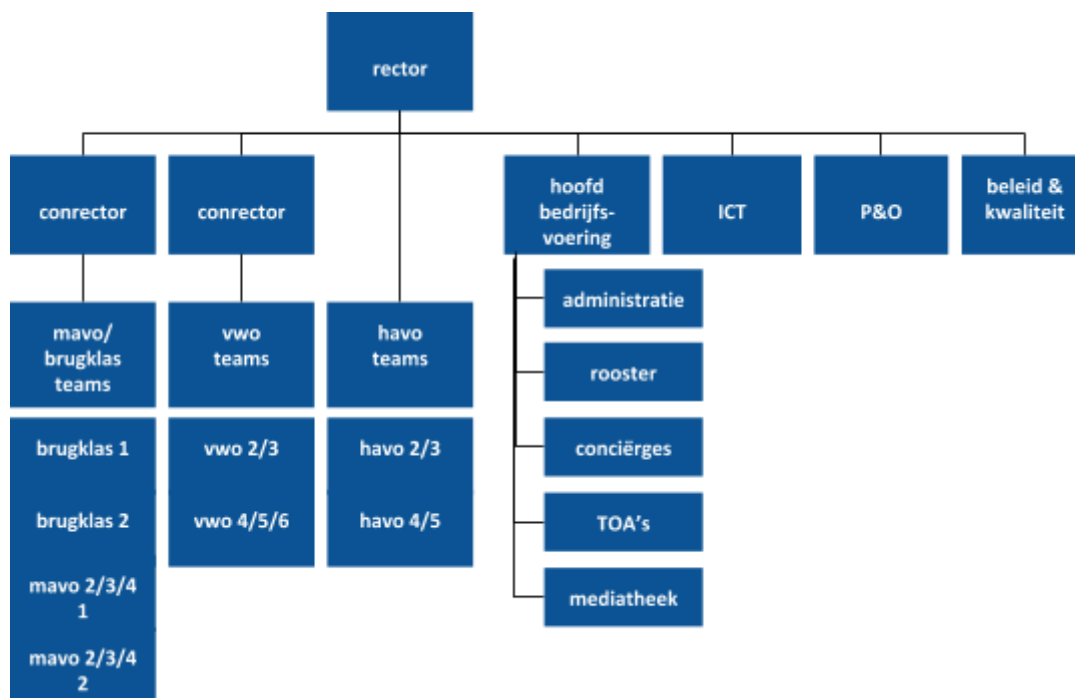 rector
conrector
conrector
hoofd
bedrijfs-
voering
ICT
P&O
beleid &
kwaliteit
mavo/
brugklas
teams
vwo
teams
havo
teams
administratie
rooster
conciërges
TOA's
mediatheek
brugklas 1
vwo 2/3
havo 2/3
brugklas 2
vwo 4/5/6
havo 4/5
mavo 2/3/4
1
mavo 2/3/4
2